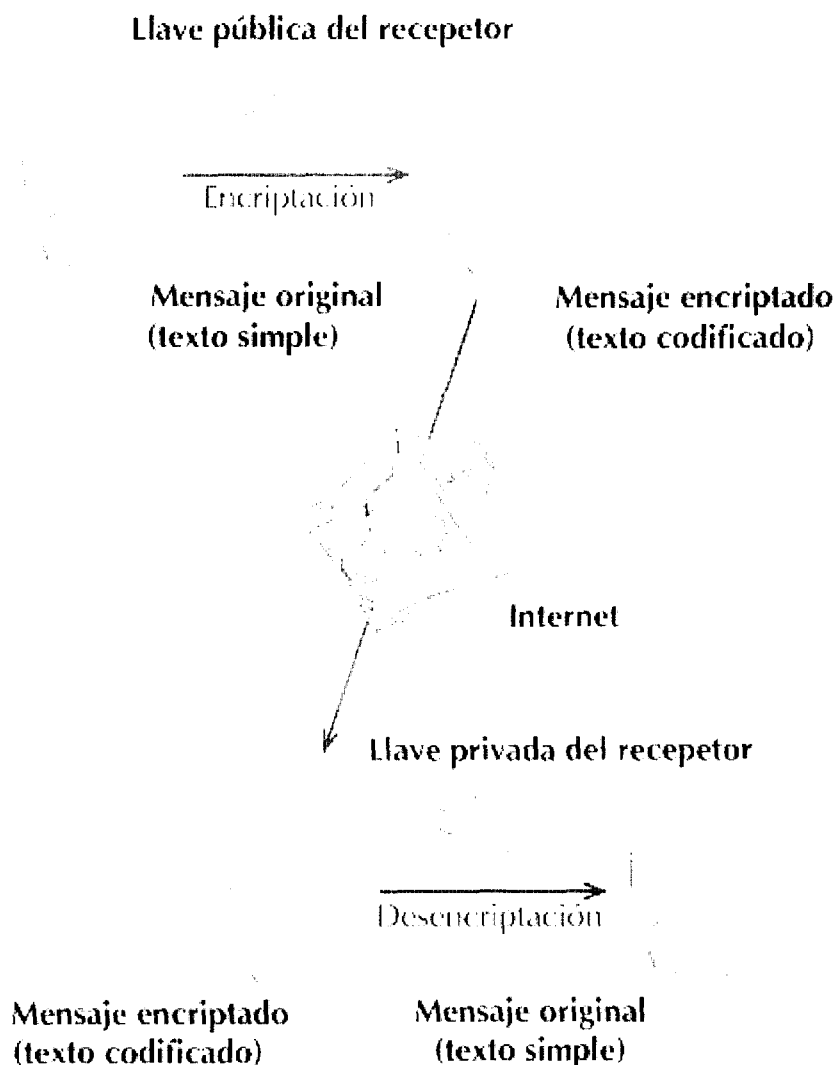 Llave pública del recepetor
Encriptación
Mensaje original
(texto simple)
Mensaje encriptado
(texto codificado)
Internet
Llave privada del recepetor
Desencriptación
Mensaje encriptado
(texto codificado)
Mensaje original
(texto simple)